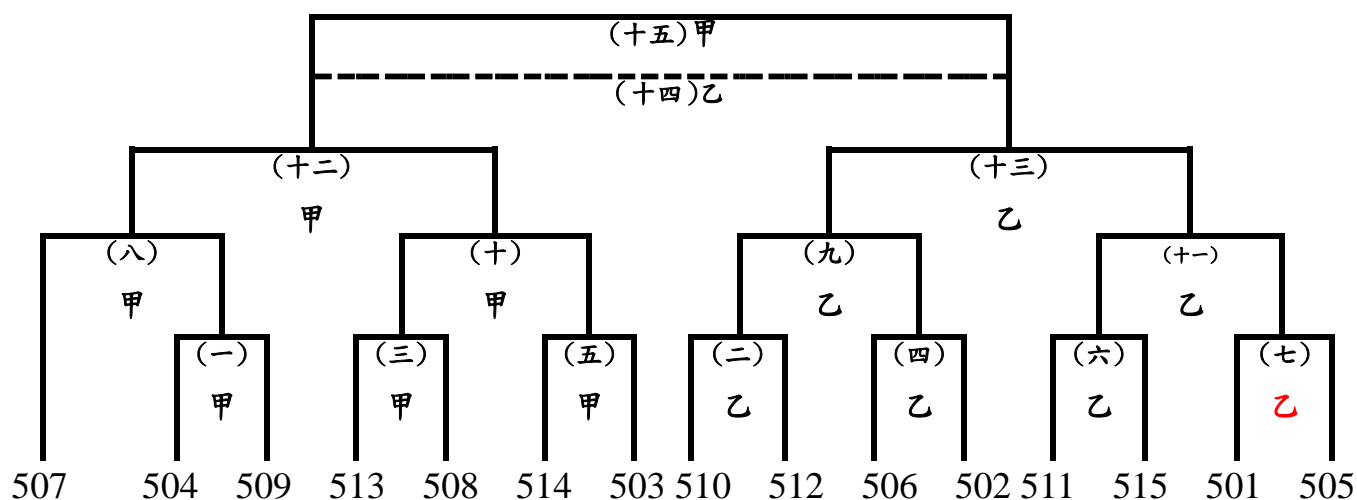 (十五)甲
(十四)乙
(十二) (十三)
甲 乙
(八) (十) (九) (十一)
甲 甲 乙 乙
(一) (三) (五) (二) (四) (六) (七)
甲 甲 甲 乙 乙 乙 乙
507 504 509 513 508 514 503 510 512 506 502 511 515 501 505